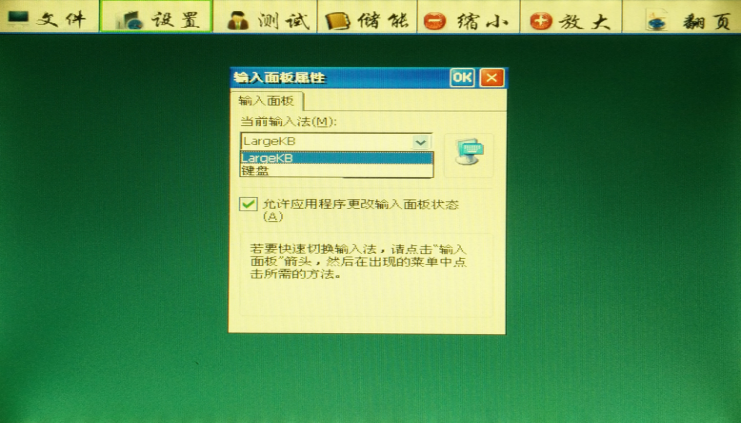 文件 设置 测试 储能 缩小 放大 翻页
输入面板属性 OK
输入面板
当前输入法(M):
LargeKB
LargeKB
键盘
允许应用程序更改输入面板状态
(A)
若要快速切换输入法，请点击“输入
面板”箭头，然后在出现的菜单中点
击所需的方法。